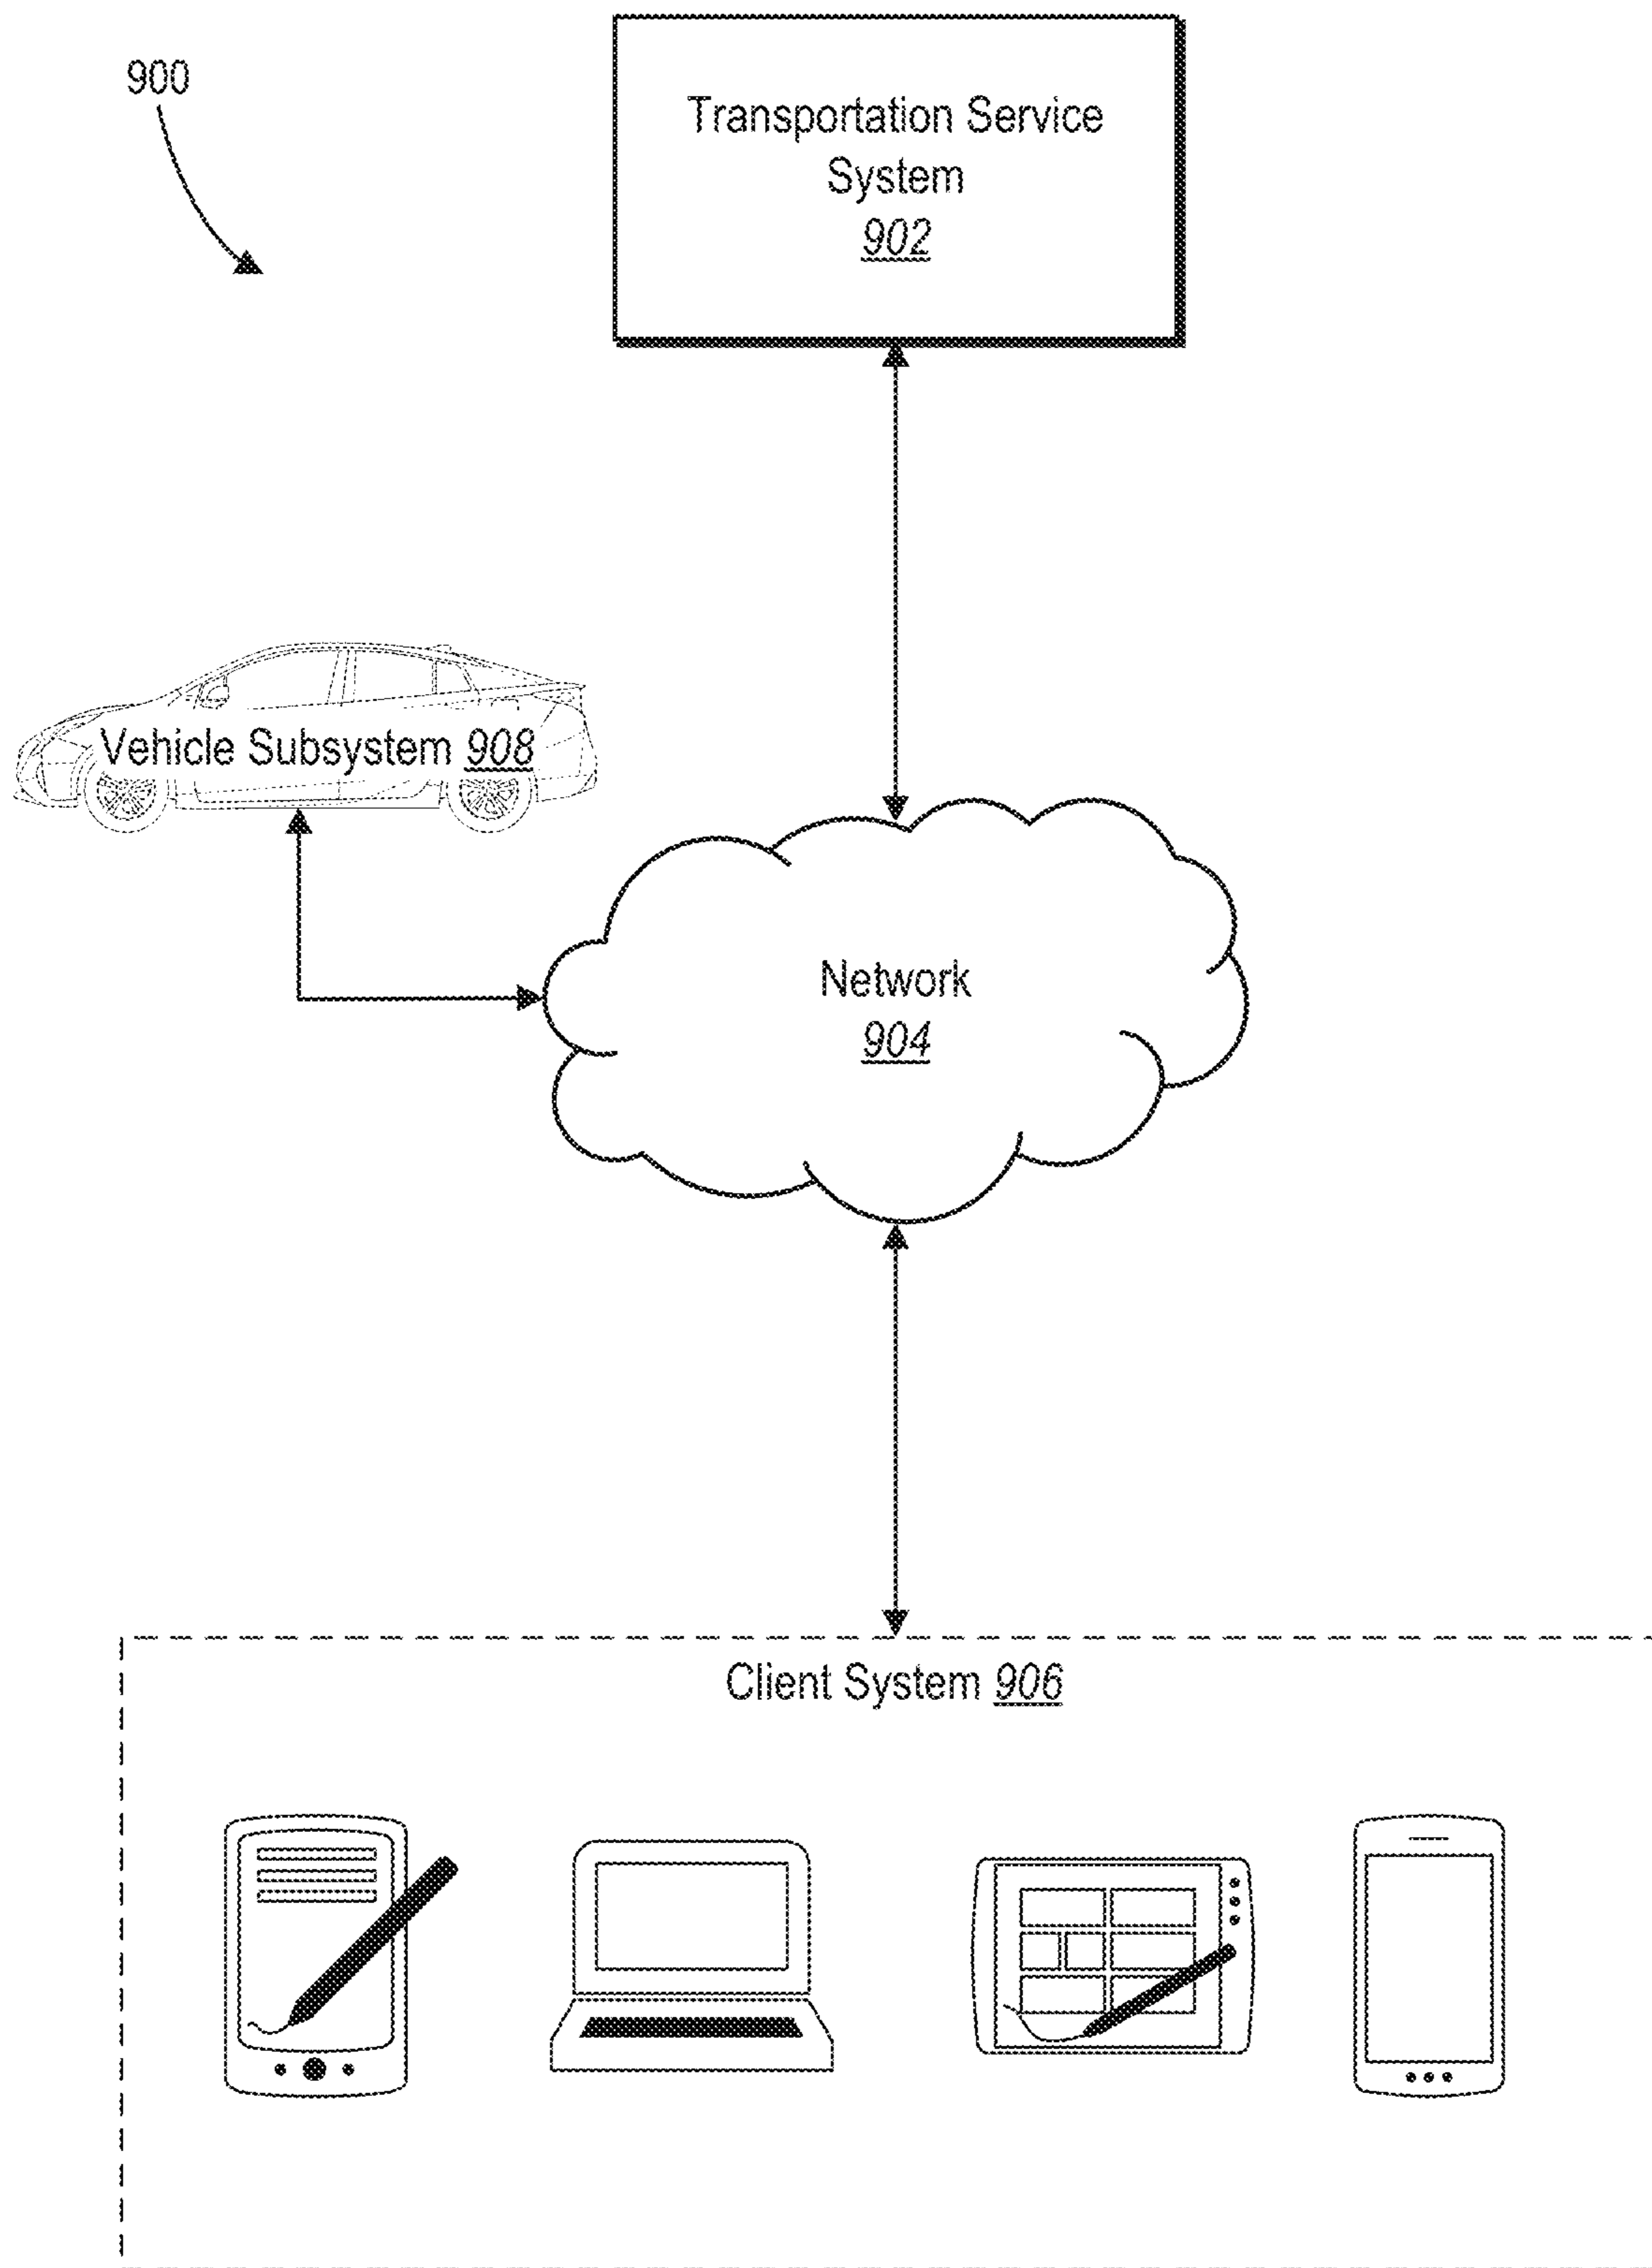 900
Transportation Service
System
902
Vehicle Subsystem 908
Network
904
Client System 906